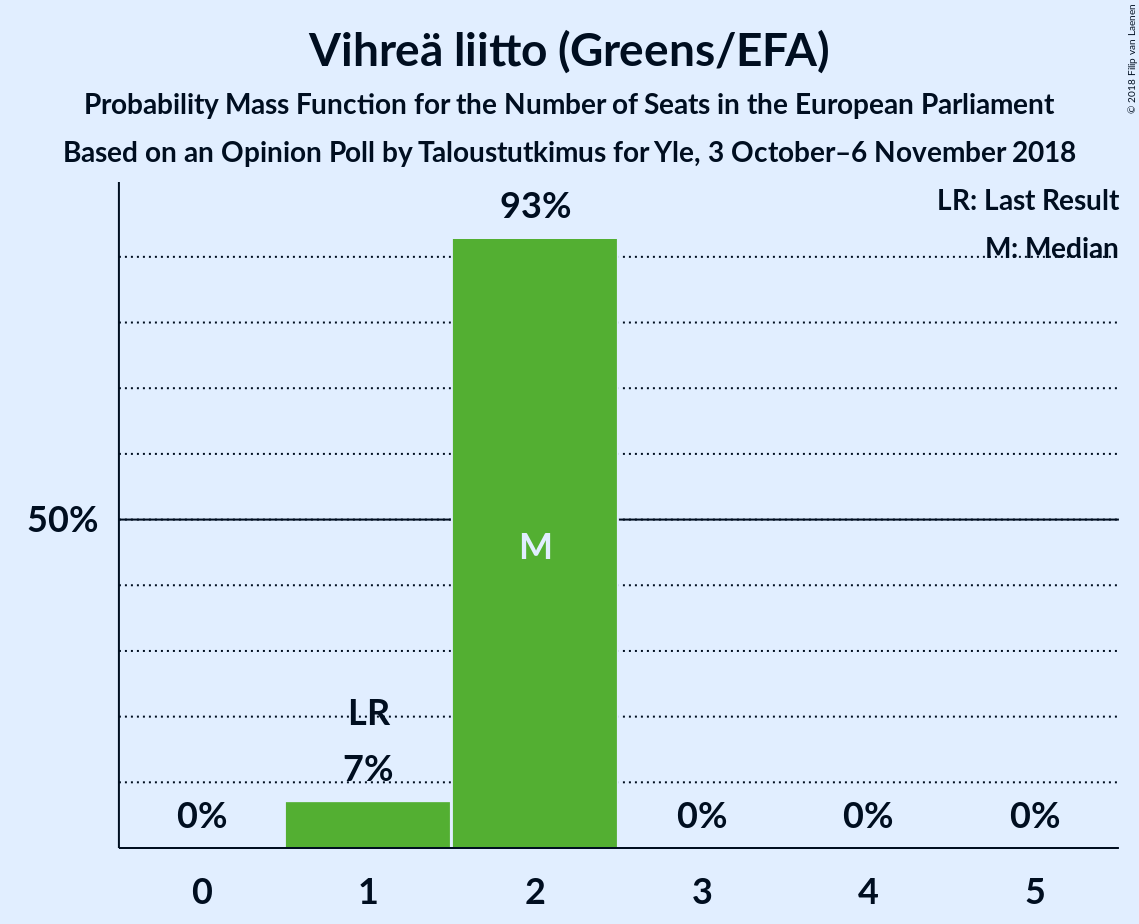 Vihreä liitto (Greens/EFA)
Probability Mass Function for the Number of Seats in the European Parliament
Based on an Opinion Poll by Taloustutkimus for Yle, 3 October–6 November 2018
© 2018 Filip van Laenen
LR: Last Result
M: Median
93%
50%
M
LR
7%
0%
0%
0%
0%
0
1
2
3
4
5